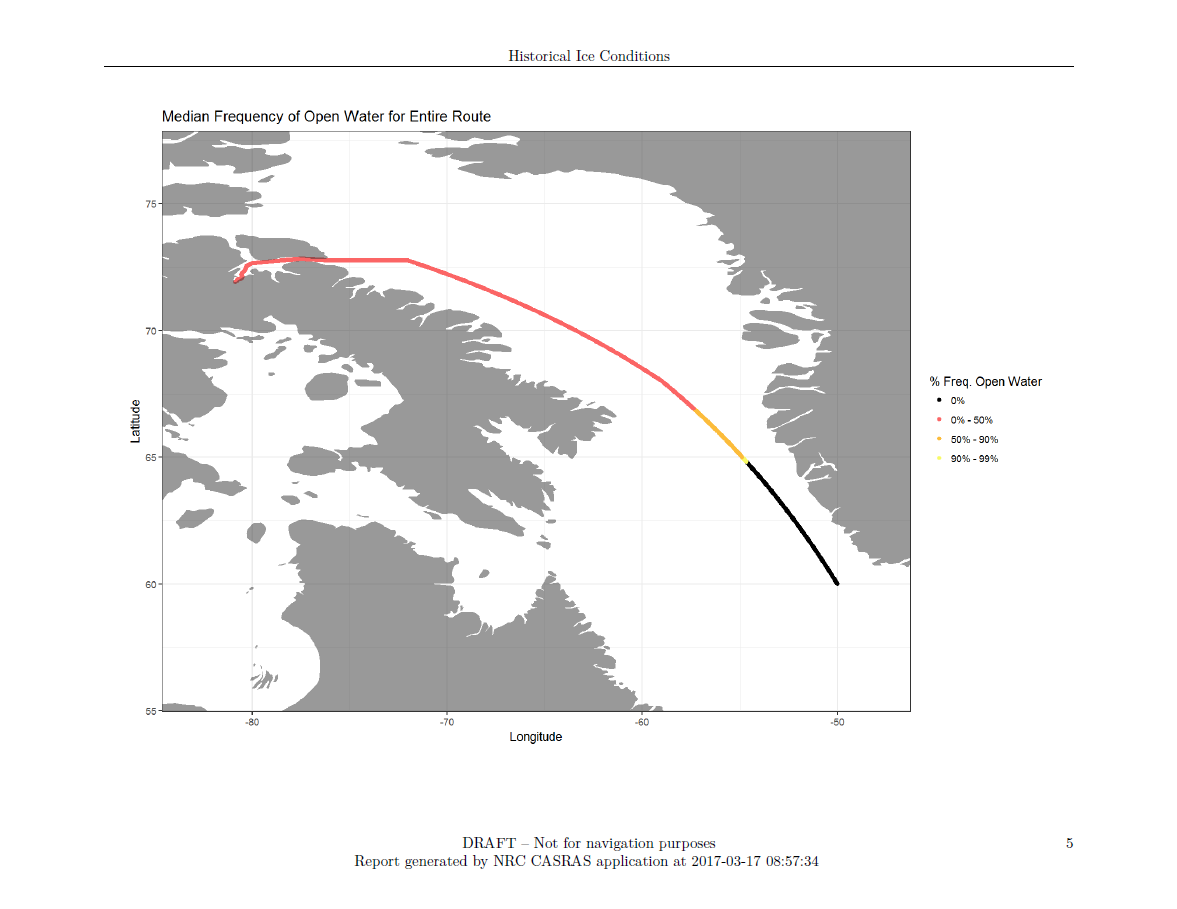 Historical Ice Conditions
Median Frequency of Open Water for Entire Route
75
70
65
60
55
Latitude
-80
-70
-60
-50
Longitude
% Freq. Open Water
0%
0% - 50%
50% - 90%
90% - 99%
DRAFT – Not for navigation purposes
5
Report generated by NRC CASRAS application at 2017-03-17 08:57:34